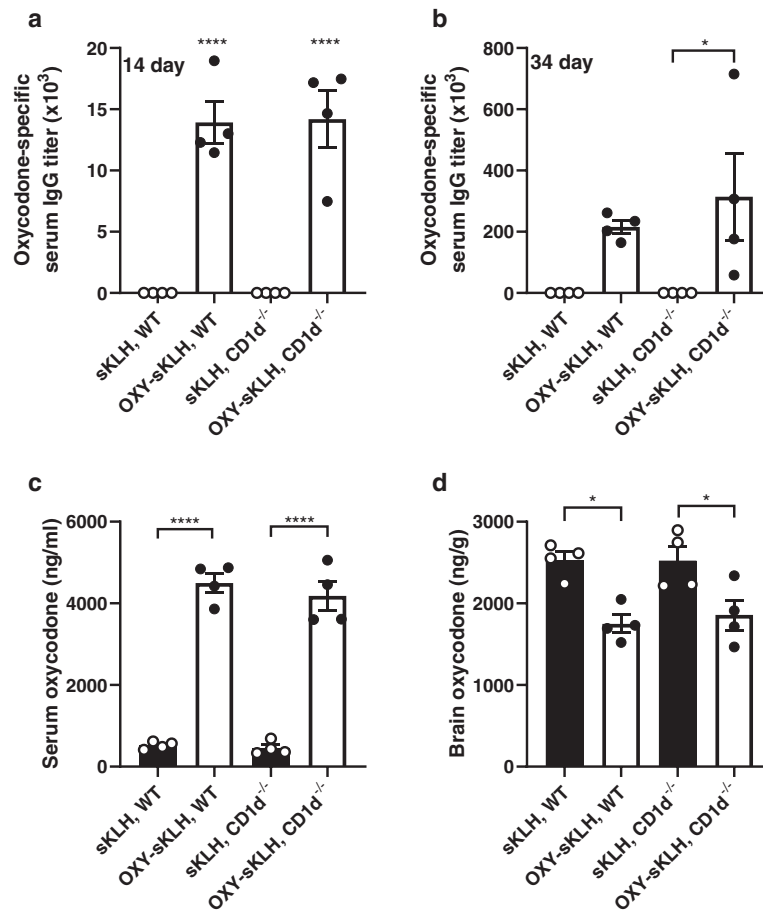 a
Oxycodone-specific
serum IgG titer (x10³)
20
15
10
5
0
14 day
****
****
sKLH, WT
OXY-sKLH, WT
sKLH, CD1d-/-
OXY-sKLH, CD1d-/-
b
Oxycodone-specific
serum IgG titer (x10³)
800
600
400
200
0
34 day
*
sKLH, WT
OXY-sKLH, WT
sKLH, CD1d-/-
OXY-sKLH, CD1d-/-
c
Serum oxycodone (ng/ml)
6000
4000
2000
0
****
****
sKLH, WT
OXY-sKLH, WT
sKLH, CD1d-/-
OXY-sKLH, CD1d-/-
d
Brain oxycodone (ng/g)
3000
2000
1000
0
*
*
sKLH, WT
OXY-sKLH, WT
sKLH, CD1d-/-
OXY-sKLH, CD1d-/-